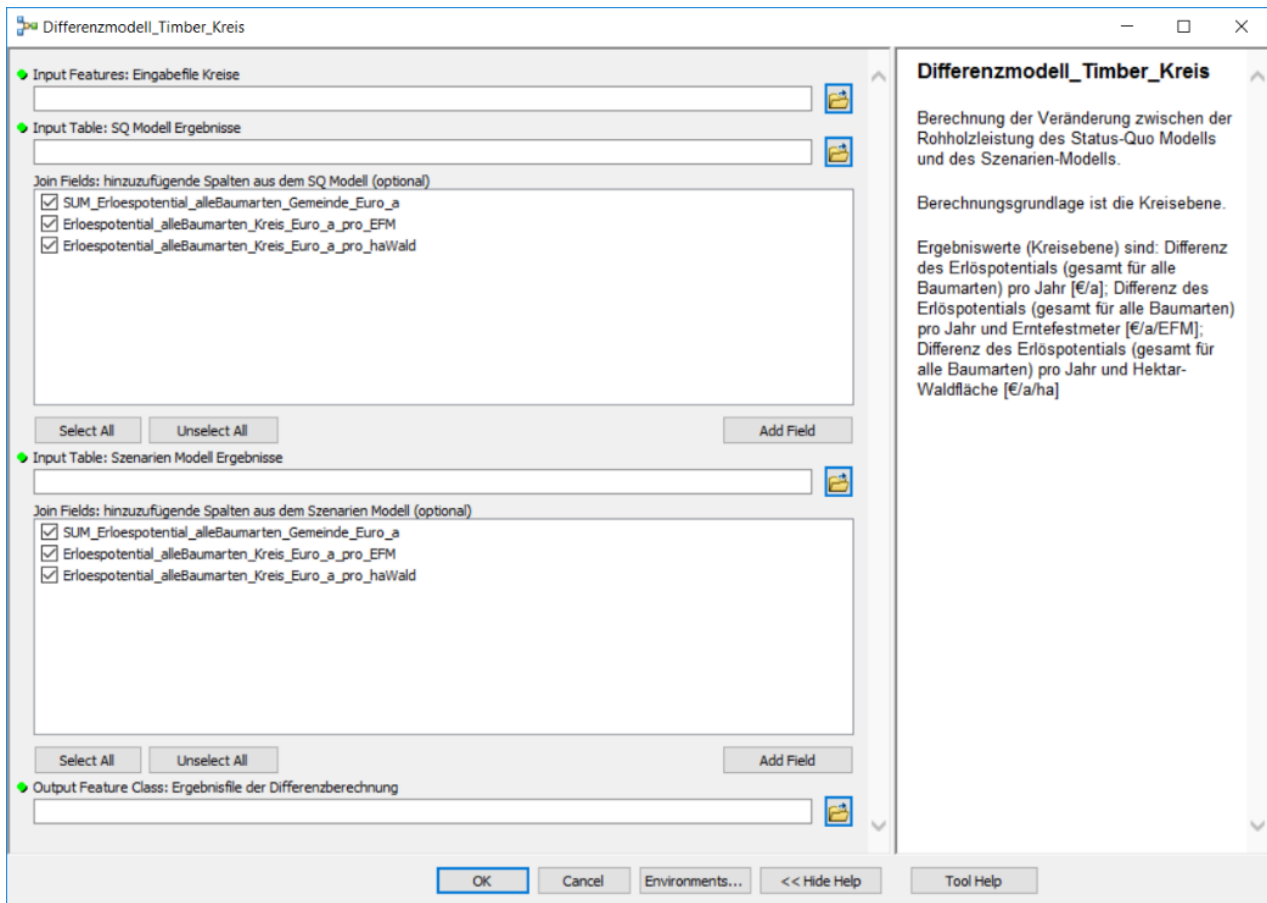 Differenzmodell_Timber_Kreis
Input Features: Eingabefile Kreise
Input Table: SQ Modell Ergebnisse
Join Fields: hinzuzufügende Spalten aus dem SQ Modell (optional)
SUM_Erloespotential_alleBaumarten_Gemeinde_Euro_a
Erloespotential_alleBaumarten_Kreis_Euro_a_pro_EFM
Erloespotential_alleBaumarten_Kreis_Euro_a_pro_haWald
Select All Unselect All Add Field
Input Table: Szenarien Modell Ergebnisse
Join Fields: hinzuzufügende Spalten aus dem Szenarien Modell (optional)
SUM_Erloespotential_alleBaumarten_Gemeinde_Euro_a
Erloespotential_alleBaumarten_Kreis_Euro_a_pro_EFM
Erloespotential_alleBaumarten_Kreis_Euro_a_pro_haWald
Select All Unselect All Add Field
Output Feature Class: Ergebnisfile der Differenzberechnung
Differenzmodell_Timber_Kreis
Berechnung der Veränderung zwischen der
Rohholzleistung des Status-Quo Modells
und des Szenarien-Modells.
Berechnungsgrundlage ist die Kreisebene.
Ergebniswerte (Kreisebene) sind: Differenz
des Erlöspotentials (gesamt für alle
Baumarten) pro Jahr [€/a]; Differenz des
Erlöspotentials (gesamt für alle Baumarten)
pro Jahr und Erntefestmeter [€/a/EFM];
Differenz des Erlöspotentials (gesamt für
alle Baumarten) pro Jahr und Hektar-
Waldfläche [€/a/ha]
OK Cancel Environments... << Hide Help Tool Help